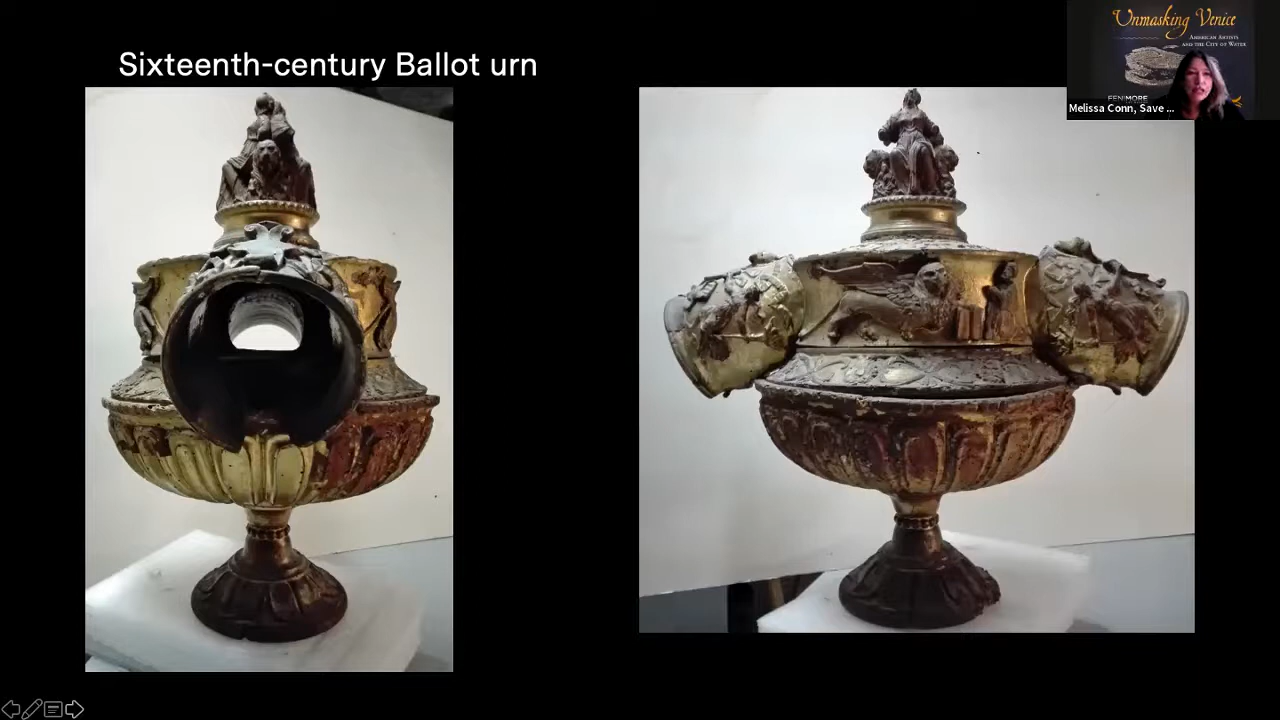 Sixteenth-century Ballot urn
Unmasking Venice
AMERICAN ARTISTS
AND THE CITY OF WATER
FENIMORE
Melissa Conn, Save ...